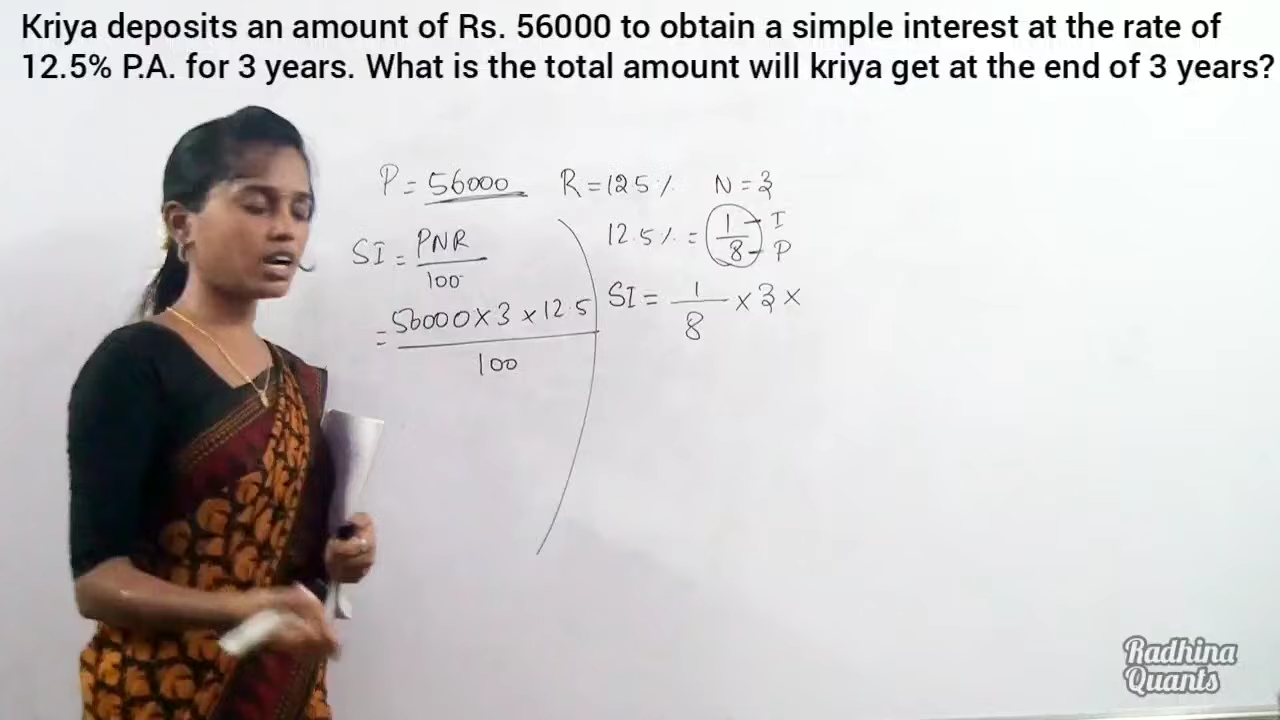 Kriya deposits an amount of Rs. 56000 to obtain a simple interest at the rate of
12.5% P.A. for 3 years. What is the total amount will kriya get at the end of 3 years?
P = 56000 R = 12.5% N = 3
SI = PNR
100
= 56000 x 3 x 12.5
100
12.5% = 1 - I
8 - P
SI = 1 x 3 x
8
Radhina
Quants